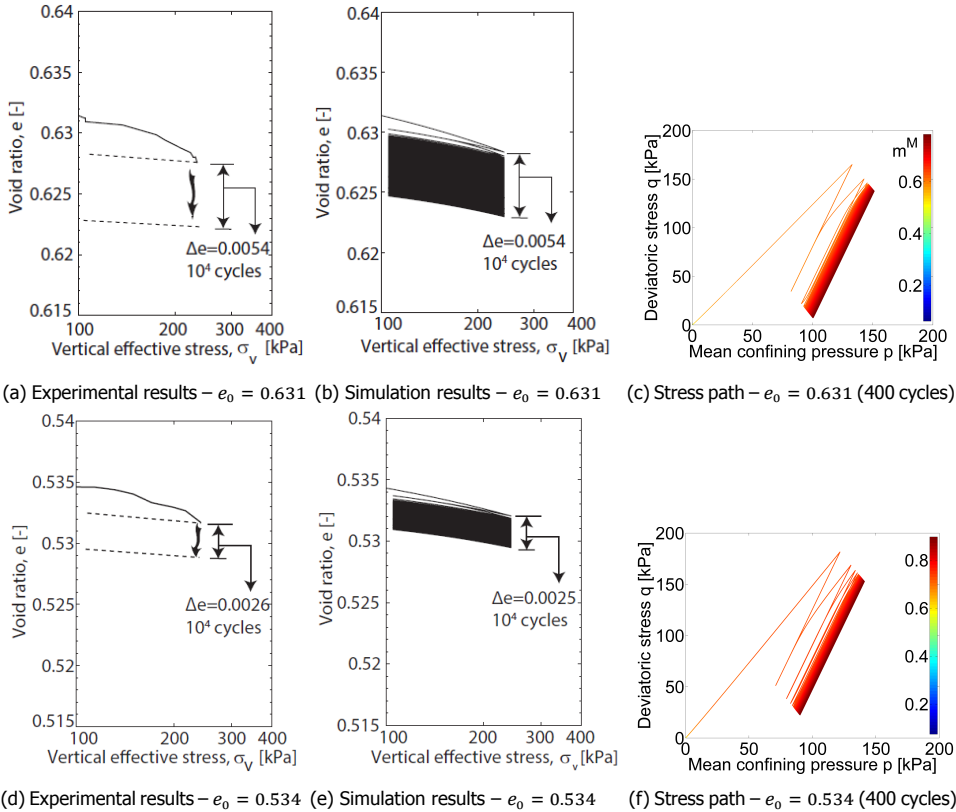 0.64
0.635
0.63
0.625
0.62
0.615
Void ratio, e [-]
Δe=0.0054
10⁴ cycles
100 200 300 400
Vertical effective stress, σ_v [kPa]
(a) Experimental results – e₀ = 0.631
0.64
0.635
0.63
0.625
0.62
0.615
Void ratio, e [-]
Δe=0.0054
10⁴ cycles
100 200 300 400
Vertical effective stress, σ_v [kPa]
(b) Simulation results – e₀ = 0.631
200
150
100
50
0
Deviatoric stress q [kPa]
m^M
0.6
0.4
0.2
0 50 100 150 200
Mean confining pressure p [kPa]
(c) Stress path – e₀ = 0.631 (400 cycles)
0.54
0.535
0.53
0.525
0.52
0.515
Void ratio, e [-]
Δe=0.0026
10⁴ cycles
100 200 300 400
Vertical effective stress, σ_v [kPa]
(d) Experimental results – e₀ = 0.534
0.54
0.535
0.53
0.525
0.52
0.515
Void ratio, e [-]
Δe=0.0025
10⁴ cycles
100 200 300 400
Vertical effective stress, σ_v [kPa]
(e) Simulation results – e₀ = 0.534
200
150
100
50
0
Deviatoric stress q [kPa]
0.8
0.6
0.4
0.2
0 50 100 150 200
Mean confining pressure p [kPa]
(f) Stress path – e₀ = 0.534 (400 cycles)